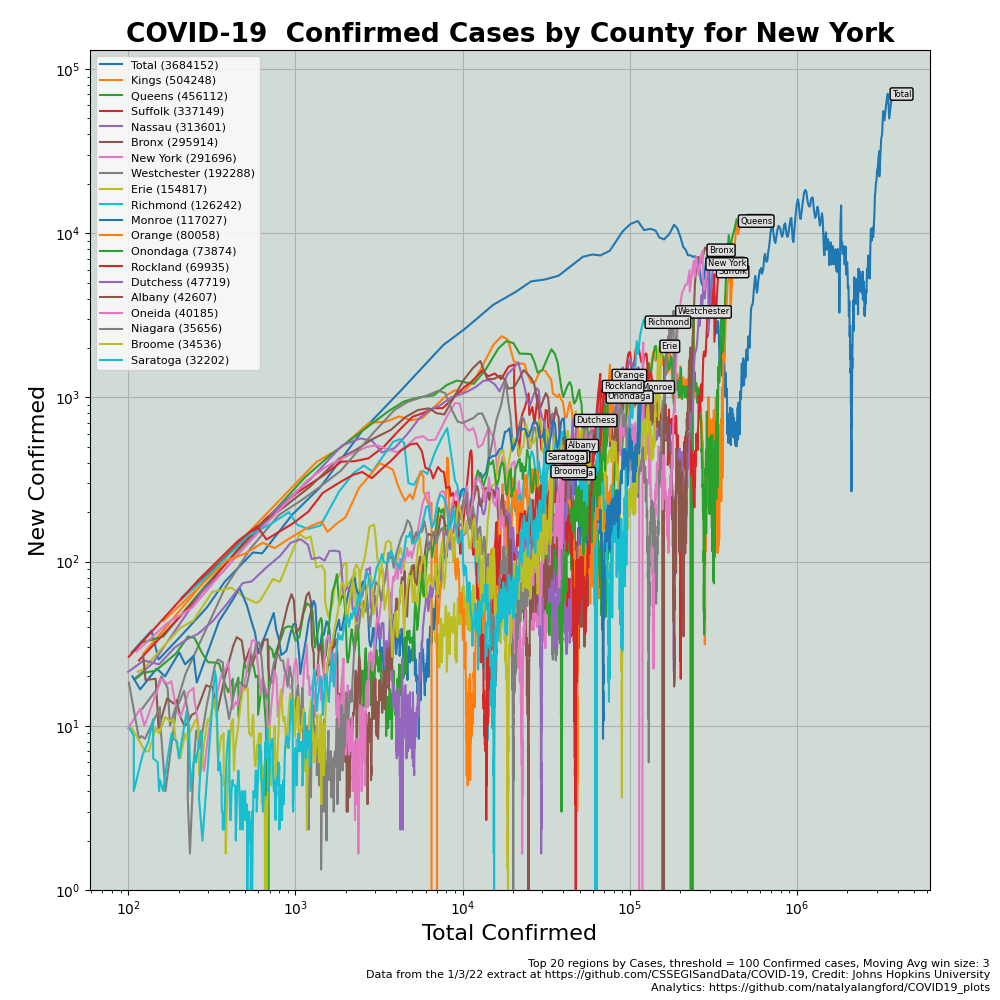 COVID-19  Confirmed Cases by County for New York
Total (3684152)
Kings (504248)
Queens (456112)
Suffolk (337149)
Nassau (313601)
Bronx (295914)
New York (291696)
Westchester (192288)
Erie (154817)
Richmond (126242)
Monroe (117027)
Orange (80058)
Onondaga (73874)
Rockland (69935)
Dutchess (47719)
Albany (42607)
Oneida (40185)
Niagara (35656)
Broome (34536)
Saratoga (32202)
Total
Queens
Bronx
New York
Suffolk
Westchester
Richmond
Erie
Orange
Rockland
Monroe
Onondaga
Dutchess
Albany
Saratoga
Broome
New Confirmed
10^5
10^4
10^3
10^2
10^1
10^0
10^2
10^3
10^4
10^5
10^6
Total Confirmed
Top 20 regions by Cases, threshold = 100 Confirmed cases, Moving Avg win size: 3
Data from the 1/3/22 extract at https://github.com/CSSEGISandData/COVID-19, Credit: Johns Hopkins University
Analytics: https://github.com/natalyalangford/COVID19_plots